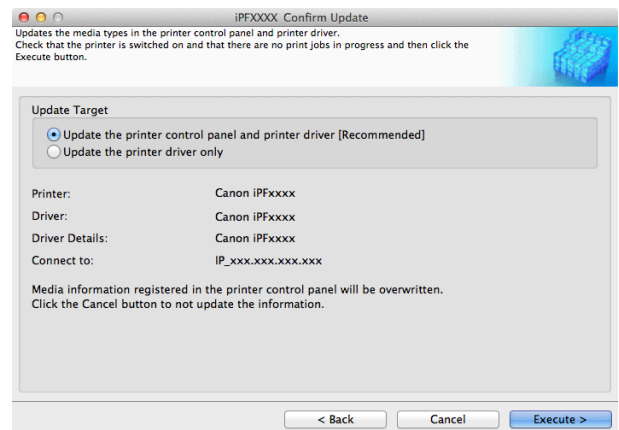 iPFXXXX Confirm Update
Updates the media types in the printer control panel and printer driver.
Check that the printer is switched on and that there are no print jobs in progress and then click the
Execute button.
Update Target
Update the printer control panel and printer driver [Recommended]
Update the printer driver only
Printer: Canon iPFxxxx
Driver: Canon iPFxxxx
Driver Details: Canon iPFxxxx
Connect to: IP_xxx.xxx.xxx.xxx
Media information registered in the printer control panel will be overwritten.
Click the Cancel button to not update the information.
< Back Cancel Execute >